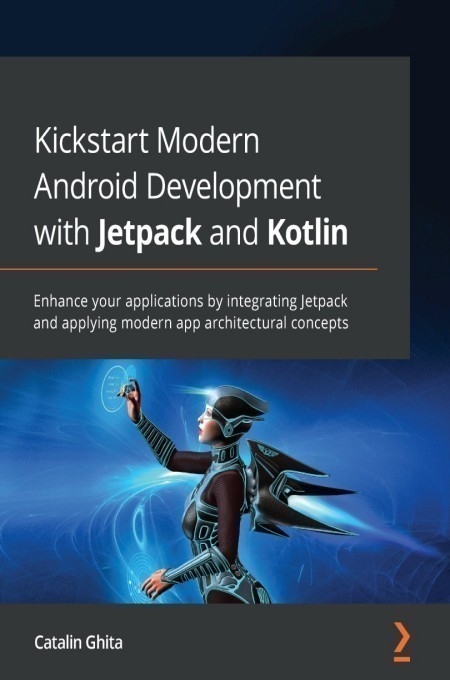 Kickstart Modern
Android Development
with Jetpack and Kotlin
Enhance your applications by integrating Jetpack
and applying modern app architectural concepts
Catalin Ghita